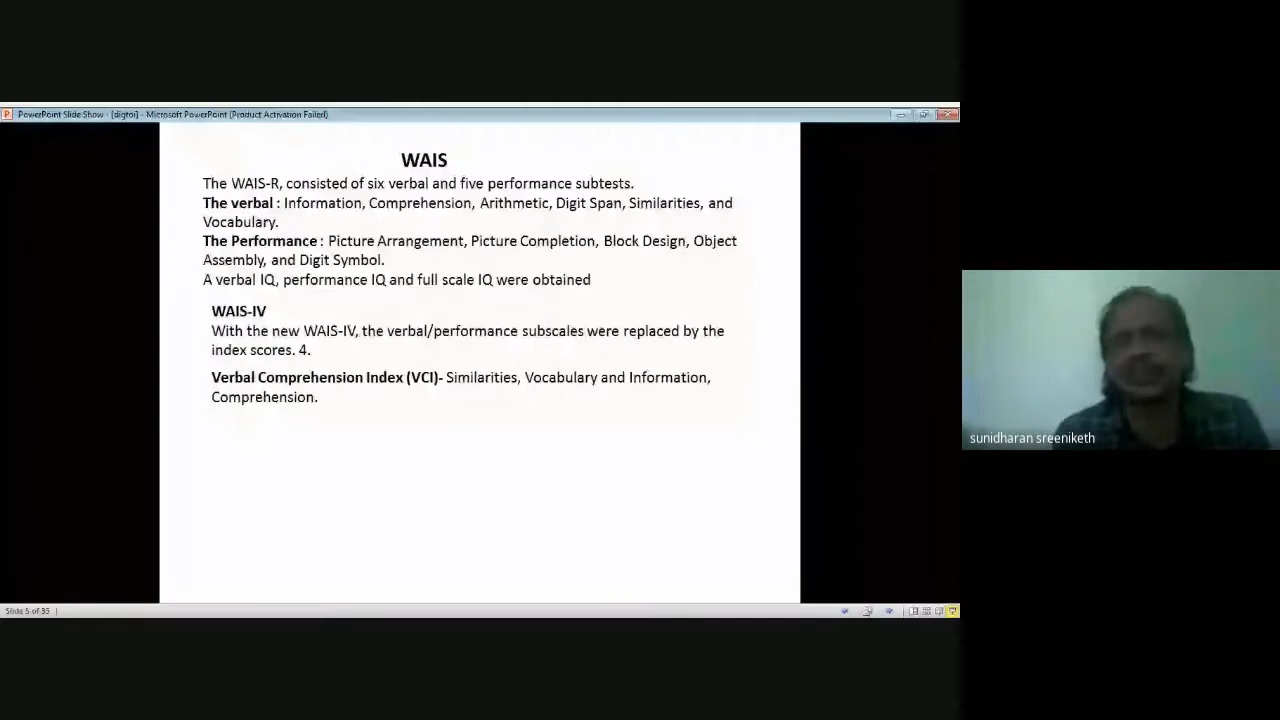 PowerPoint Slide Show - [digtoi] - Microsoft PowerPoint (Product Activation Failed)
WAIS
The WAIS-R, consisted of six verbal and five performance subtests.
The verbal : Information, Comprehension, Arithmetic, Digit Span, Similarities, and
Vocabulary.
The Performance : Picture Arrangement, Picture Completion, Block Design, Object
Assembly, and Digit Symbol.
A verbal IQ, performance IQ and full scale IQ were obtained
WAIS-IV
With the new WAIS-IV, the verbal/performance subscales were replaced by the
index scores. 4.
Verbal Comprehension Index (VCI)- Similarities, Vocabulary and Information,
Comprehension.
sunidharan sreeniketh
Slide 5 of 35